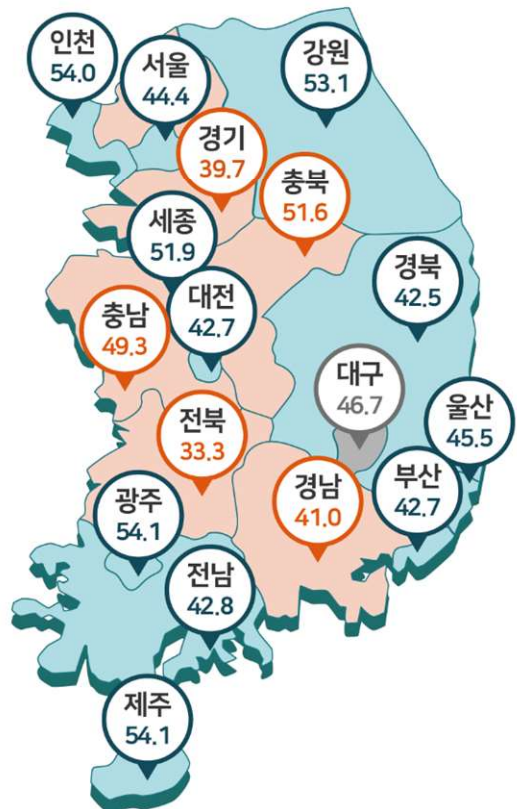 인천
54.0
서울
44.4
강원
53.1
경기
39.7
충북
51.6
세종
51.9
경북
42.5
대전
42.7
충남
49.3
대구
46.7
울산
45.5
전북
33.3
경남
41.0
부산
42.7
광주
54.1
전남
42.8
제주
54.1